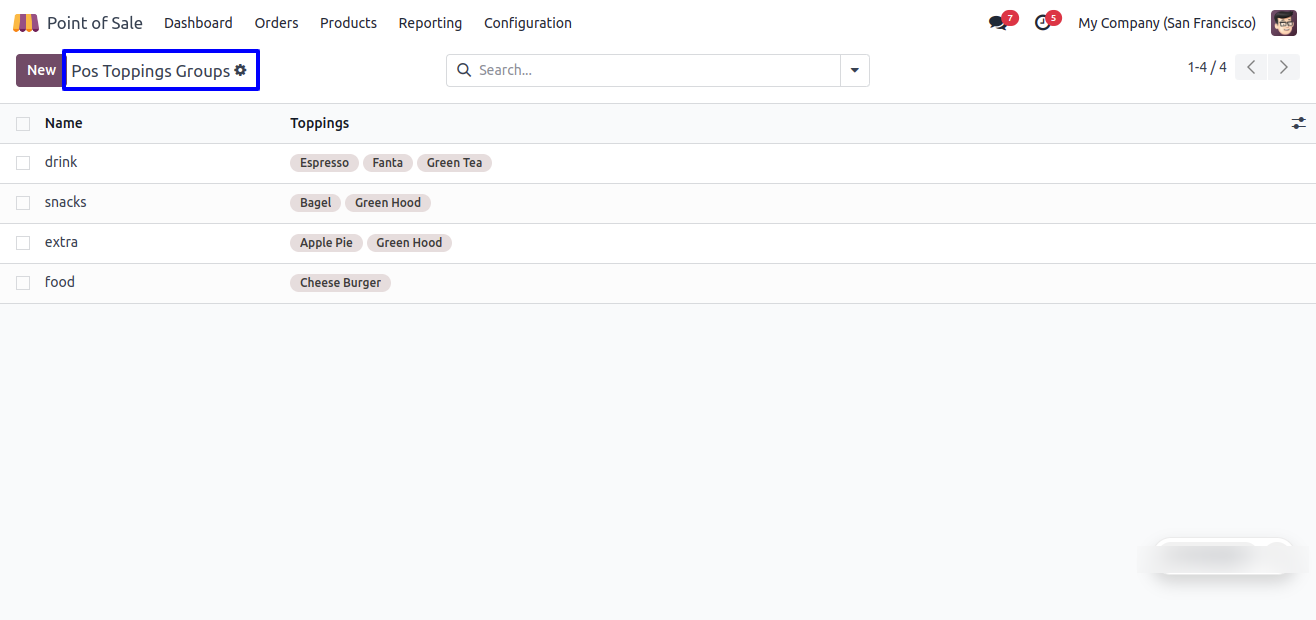 Point of Sale Dashboard Orders Products Reporting Configuration 7 5 My Company (San Francisco)
New Pos Toppings Groups Search... 1-4 / 4
Name Toppings
drink Espresso Fanta Green Tea
snacks Bagel Green Hood
extra Apple Pie Green Hood
food Cheese Burger